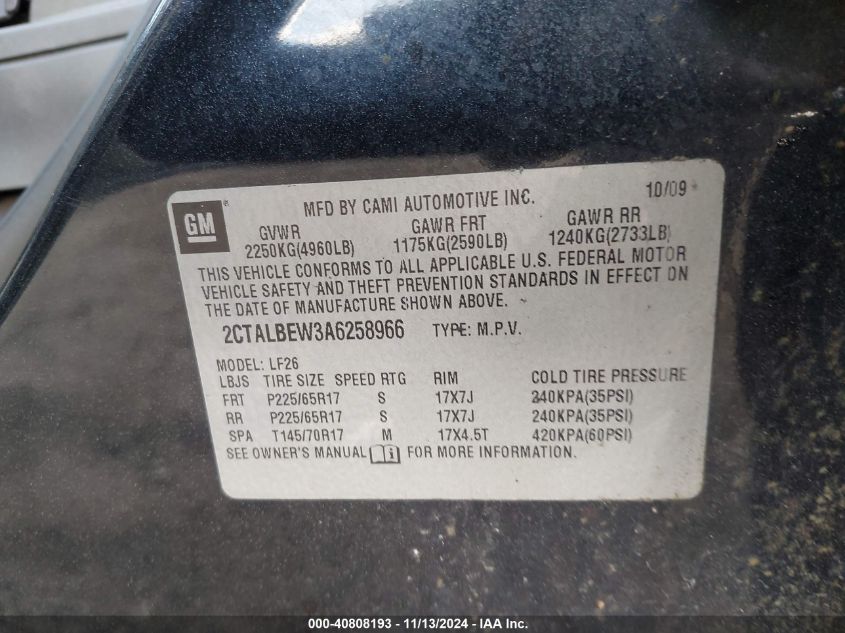 GM ®
MFD BY CAMI AUTOMOTIVE INC. 10/09
GVWR GAWR FRT GAWR RR
2250KG(4960LB) 1175KG(2590LB) 1240KG(2733LB)
THIS VEHICLE CONFORMS TO ALL APPLICABLE U.S. FEDERAL MOTOR
VEHICLE SAFETY AND THEFT PREVENTION STANDARDS IN EFFECT ON
THE DATE OF MANUFACTURE SHOWN ABOVE.
2CTALBEW3A6258966 TYPE: M.P.V.
MODEL: LF26
LBJS TIRE SIZE SPEED RTG RIM COLD TIRE PRESSURE
FRT P225/65R17 S 17X7J 240KPA(35PSI)
RR P225/65R17 S 17X7J 240KPA(35PSI)
SPA T145/70R17 M 17X4.5T 420KPA(60PSI)
SEE OWNER'S MANUAL FOR MORE INFORMATION.
000-40808193 - 11/13/2024 - IAA Inc.